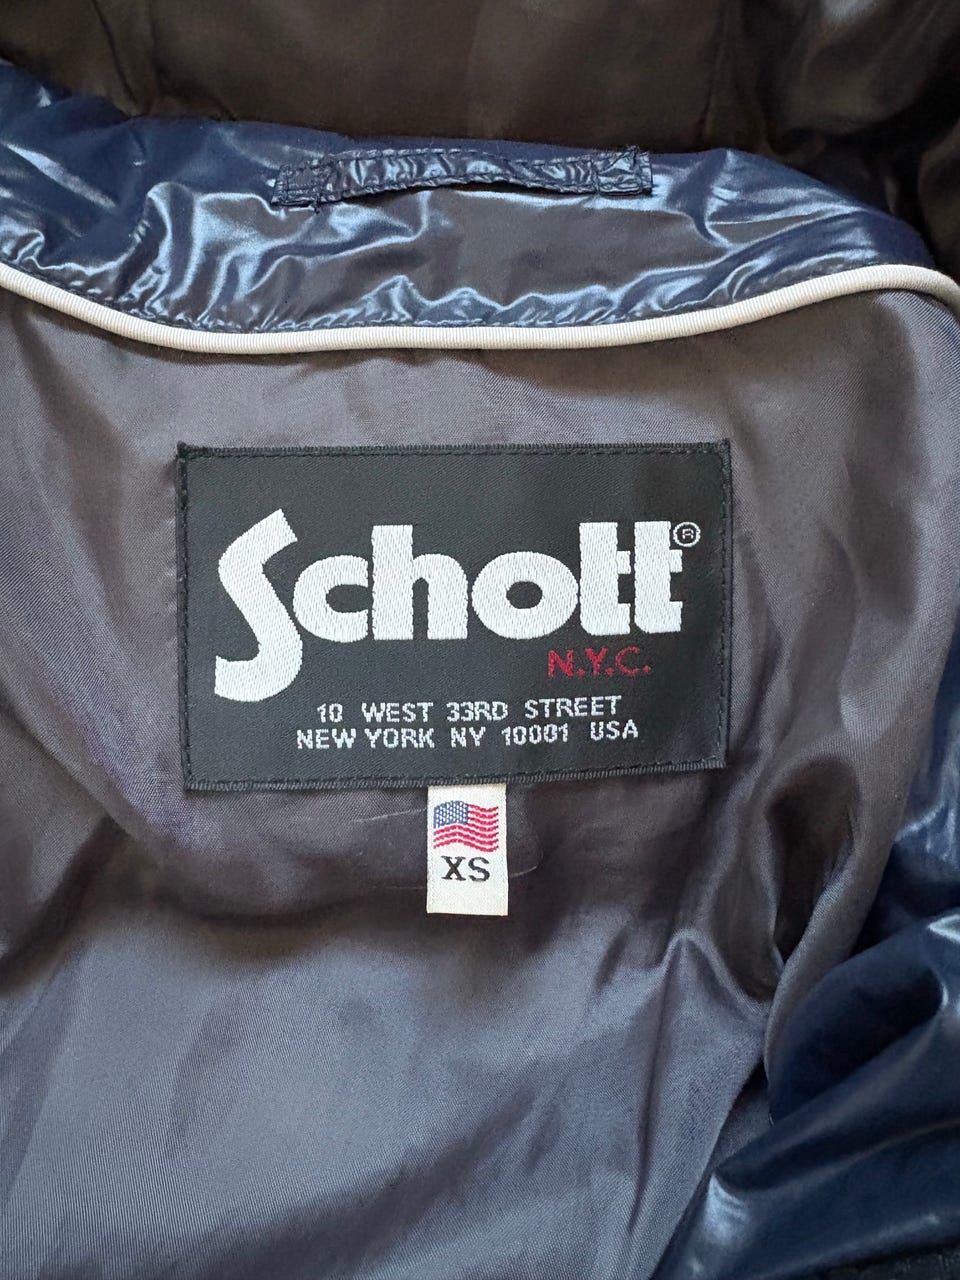 Schott®
N.Y.C.
10 WEST 33RD STREET
NEW YORK NY 10001 USA
XS